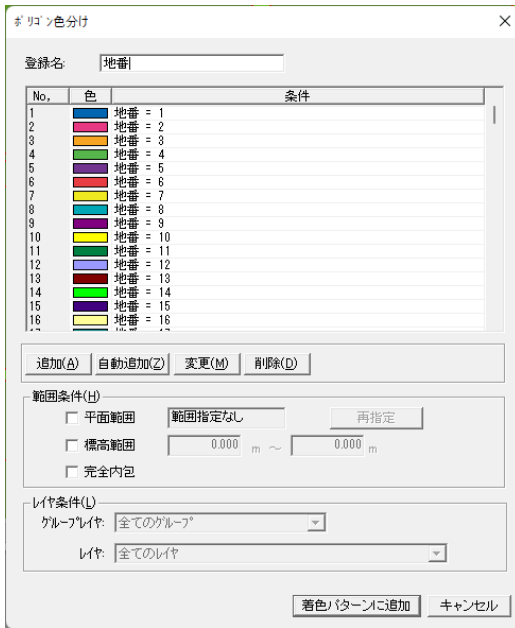 ポリゴン色分け
登録名: 地番
No, 色 条件
1 地番 = 1
2 地番 = 2
3 地番 = 3
4 地番 = 4
5 地番 = 5
6 地番 = 6
7 地番 = 7
8 地番 = 8
9 地番 = 9
10 地番 = 10
11 地番 = 11
12 地番 = 12
13 地番 = 13
14 地番 = 14
15 地番 = 15
16 地番 = 16
追加(A) 自動追加(Z) 変更(M) 削除(D)
範囲条件(H)
平面範囲 範囲指定なし 再指定
標高範囲 0.000 m ～ 0.000 m
完全内包
レイヤ条件(L)
グループレイヤ: 全てのグループ
レイヤ: 全てのレイヤ
着色パターンに追加 キャンセル